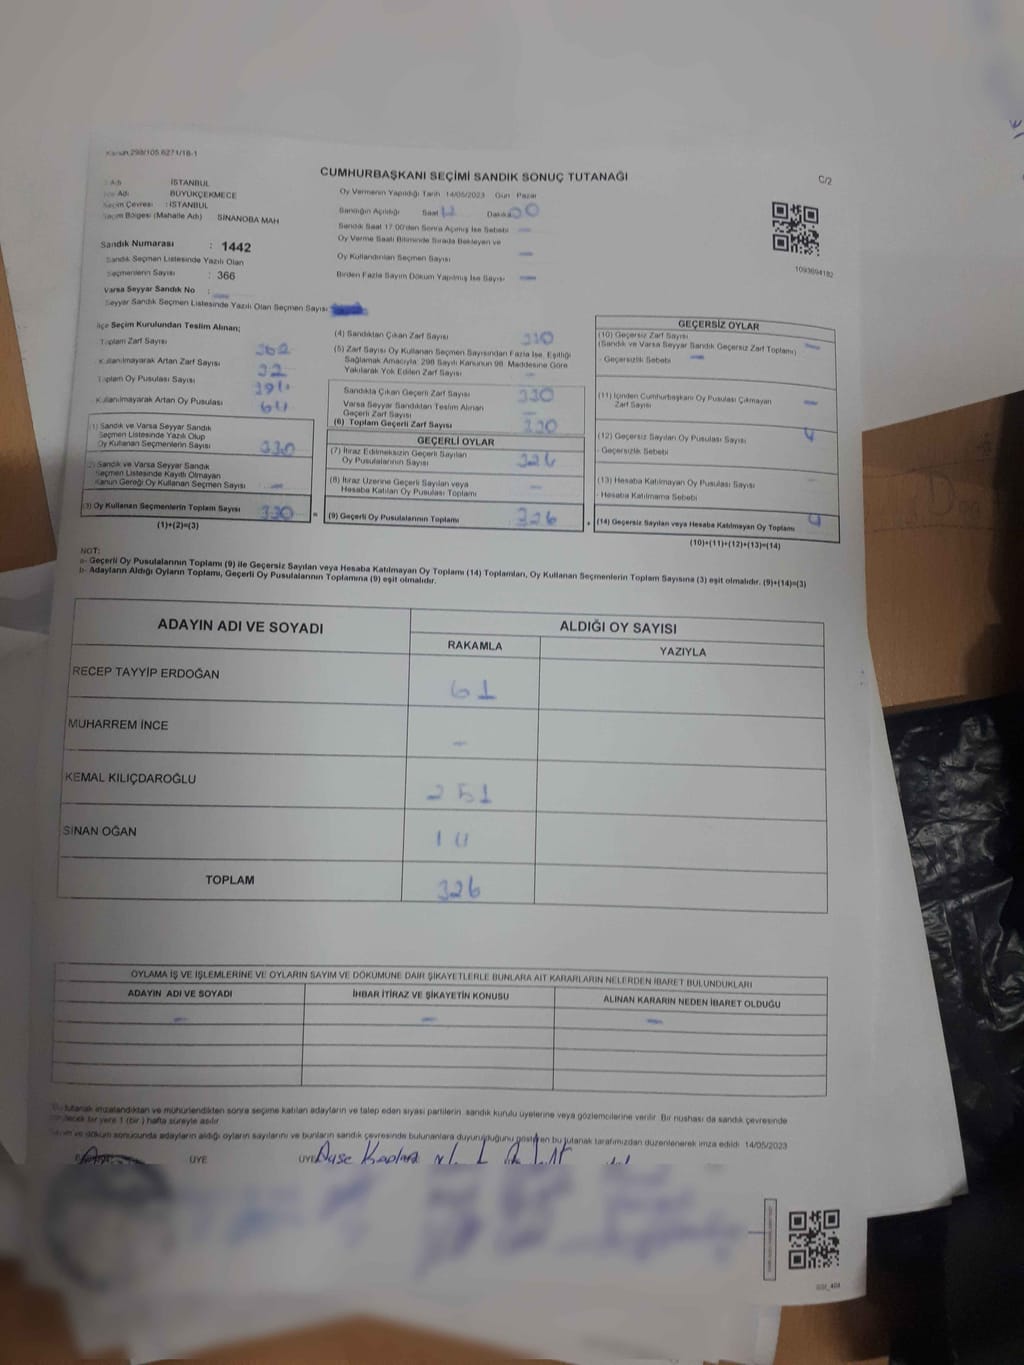 Kanun 298/105.6271/18-1
CUMHURBAŞKANI SEÇİMİ SANDIK SONUÇ TUTANAĞI
C/2
Adı İSTANBUL
Adı BÜYÜKÇEKMECE
Seçim Çevresi : İSTANBUL
Seçim Bölgesi (Mahalle Adı) SİNANOBA MAH
Sandık Numarası : 1442
Sandık Seçmen Listesinde Yazılı Olan
Seçmenlerin Sayısı : 366
Varsa Seyyar Sandık No : —
Seyyar Sandık Seçmen Listesinde Yazılı Olan Seçmen Sayısı
Oy Vermenin Yapıldığı Tarih 14/05/2023 Gün Pazar
Sandığın Açıldığı Saat Dakika 00
Sandık Saat 17.00'den Sonra Açılmış İse Sebebi —
Oy Verme Saati Bitiminde Sırada Bekleyen ve
Oy Kullandırılan Seçmen Sayısı —
Birden Fazla Sayım Döküm Yapılmış İse Sayısı —
1093694182
İlçe Seçim Kurulundan Teslim Alınan;
Toplam Zarf Sayısı 362
Kullanılmayarak Artan Zarf Sayısı 32
Toplam Oy Pusulası Sayısı
Kullanılmayarak Artan Oy Pusulası 64
(1) Sandık ve Varsa Seyyar Sandık
Seçmen Listesinde Yazılı Olup
Oy Kullanan Seçmenlerin Sayısı 330
(2) Sandık ve Varsa Seyyar Sandık
Seçmen Listesinde Kayıtlı Olmayan
Kanun Gereği Oy Kullanan Seçmen Sayısı —
(3) Oy Kullanan Seçmenlerin Toplam Sayısı 330
(1)+(2)=(3)
(4) Sandıktan Çıkan Zarf Sayısı 330
(5) Zarf Sayısı Oy Kullanan Seçmen Sayısından Fazla İse, Eşitliği
Sağlamak Amacıyla; 298 Sayılı Kanunun 98. Maddesine Göre
Yakılarak Yok Edilen Zarf Sayısı —
Sandıkta Çıkan Geçerli Zarf Sayısı 330
Varsa Seyyar Sandıktan Teslim Alınan
Geçerli Zarf Sayısı —
(6) Toplam Geçerli Zarf Sayısı 330
GEÇERLİ OYLAR
(7) İtiraz Edilmeksizin Geçerli Sayılan
Oy Pusulalarının Sayısı 326
(8) İtiraz Üzerine Geçerli Sayılan veya
Hesaba Katılan Oy Pusulası Toplamı —
= (9) Geçerli Oy Pusulalarının Toplamı 326
GEÇERSİZ OYLAR
(10) Geçersiz Zarf Sayısı
(Sandık ve Varsa Seyyar Sandık Geçersiz Zarf Toplamı) —
- Geçersizlik Sebebi —
(11) İçinden Cumhurbaşkanı Oy Pusulası Çıkmayan
Zarf Sayısı —
(12) Geçersiz Sayılan Oy Pusulası Sayısı 4
- Geçersizlik Sebebi
(13) Hesaba Katılmayan Oy Pusulası Sayısı —
- Hesaba Katılmama Sebebi
+ (14) Geçersiz Sayılan veya Hesaba Katılmayan Oy Toplamı 4
(10)+(11)+(12)+(13)=(14)
NOT:
a- Geçerli Oy Pusulalarının Toplamı (9) ile Geçersiz Sayılan veya Hesaba Katılmayan Oy Toplamı (14) Toplamları, Oy Kullanan Seçmenlerin Toplam Sayısına (3) eşit olmalıdır. (9)+(14)=(3)
b- Adayların Aldığı Oyların Toplamı, Geçerli Oy Pusulalarının Toplamına (9) eşit olmalıdır.
ADAYIN ADI VE SOYADI
ALDIĞI OY SAYISI
RAKAMLA YAZIYLA
RECEP TAYYİP ERDOĞAN 61
MUHARREM İNCE —
KEMAL KILIÇDAROĞLU 251
SİNAN OĞAN 14
TOPLAM 326
OYLAMA İŞ VE İŞLEMLERİNE VE OYLARIN SAYIM VE DÖKÜMÜNE DAİR ŞİKAYETLERLE BUNLARA AİT KARARLARIN NELERDEN İBARET BULUNDUKLARI
ADAYIN ADI VE SOYADI İHBAR İTİRAZ VE ŞİKAYETİN KONUSU ALINAN KARARIN NEDEN İBARET OLDUĞU
— — —
tutanak imzalandıktan ve mühürlendikten sonra seçime katılan adayların ve talep eden siyasi partilerin, sandık kurulu üyelerine veya gözlemcilerine verilir. Bir nüshası da sandık çevresinde
bir yere 1 (bir) hafta süreyle asılır.
Sayım ve döküm sonucunda adayların aldığı oyların sayılarını ve bunların sandık çevresinde bulunanlara duyurulduğunu gösteren bu tutanak tarafımızdan düzenlenerek imza edildi. 14/05/2023
ÜYE ÜYE Ayşe